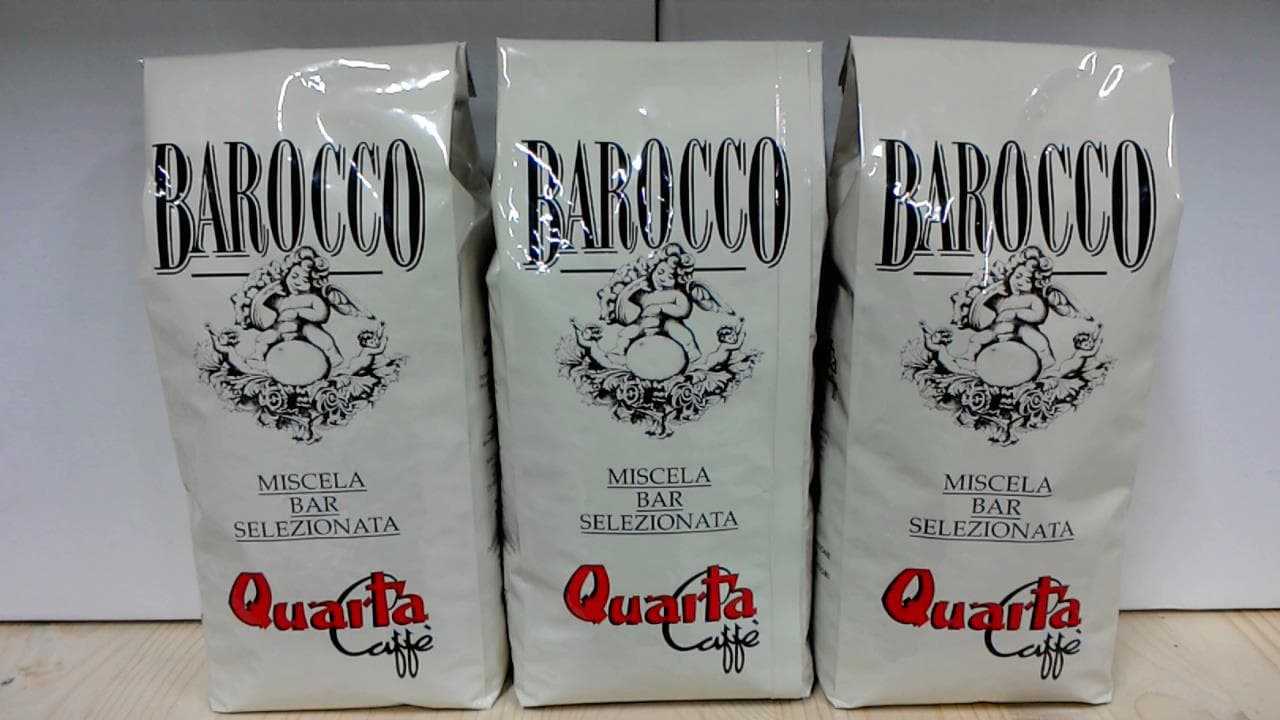 BAROCCO
MISCELA
BAR
SELEZIONATA
Quarta
Caffè
BAROCCO
MISCELA
BAR
SELEZIONATA
Quarta
Caffè
BAROCCO
MISCELA
BAR
SELEZIONATA
Quarta
Caffè